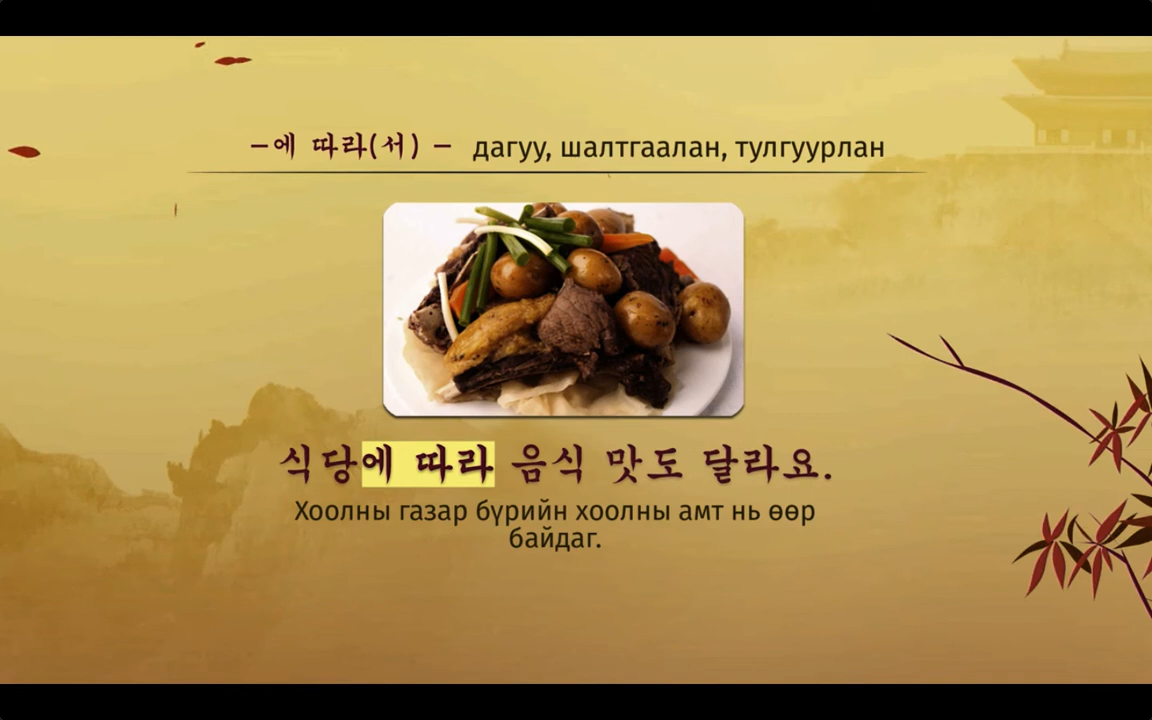 –에 따라(서) – дагуу, шалтгаалан, тулгуурлан
식당에 따라 음식 맛도 달라요.
Хоолны газар бүрийн хоолны амт нь өөр
байдаг.